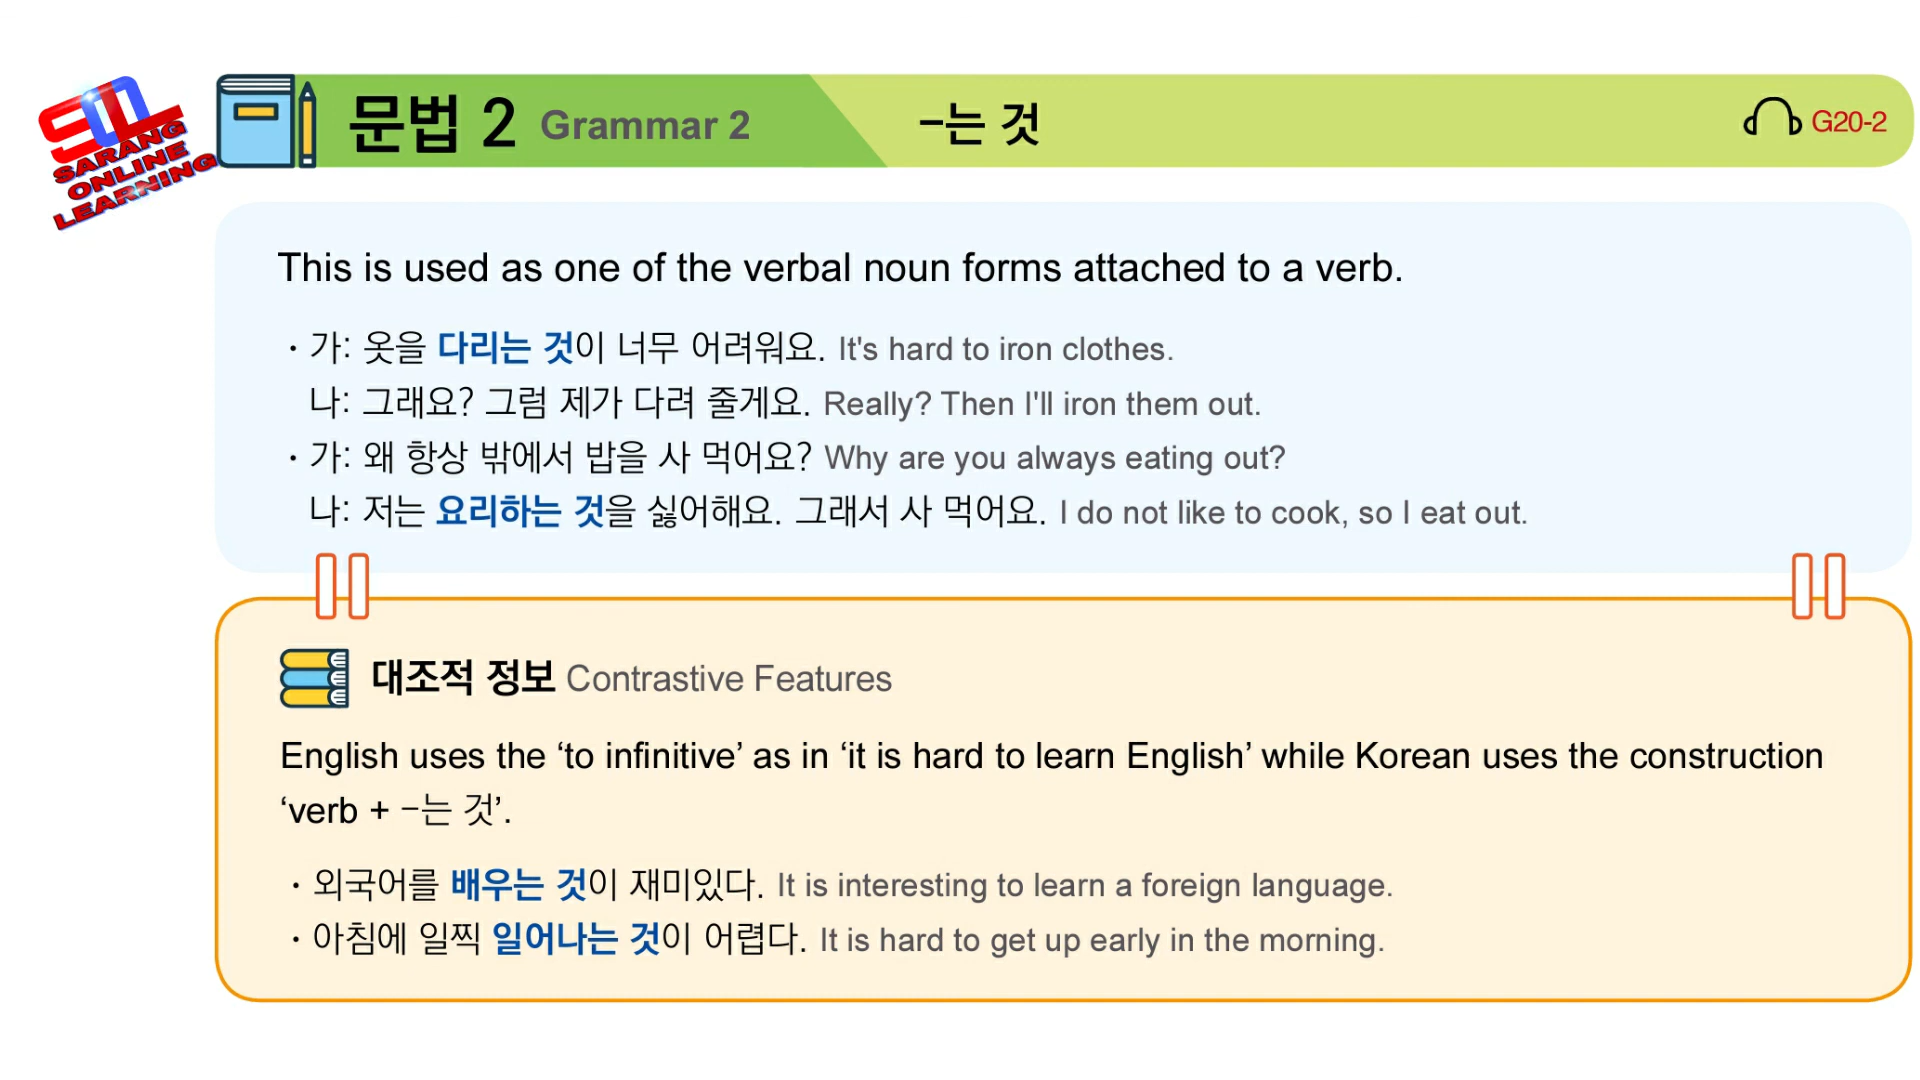 SOL
SARANG
ONLINE
LEARNING
문법 2 Grammar 2 -는 것 G20-2
This is used as one of the verbal noun forms attached to a verb.
· 가: 옷을 다리는 것이 너무 어려워요. It's hard to iron clothes.
나: 그래요? 그럼 제가 다려 줄게요. Really? Then I'll iron them out.
· 가: 왜 항상 밖에서 밥을 사 먹어요? Why are you always eating out?
나: 저는 요리하는 것을 싫어해요. 그래서 사 먹어요. I do not like to cook, so I eat out.
대조적 정보 Contrastive Features
English uses the ‘to infinitive’ as in ‘it is hard to learn English’ while Korean uses the construction
‘verb + -는 것’.
· 외국어를 배우는 것이 재미있다. It is interesting to learn a foreign language.
· 아침에 일찍 일어나는 것이 어렵다. It is hard to get up early in the morning.